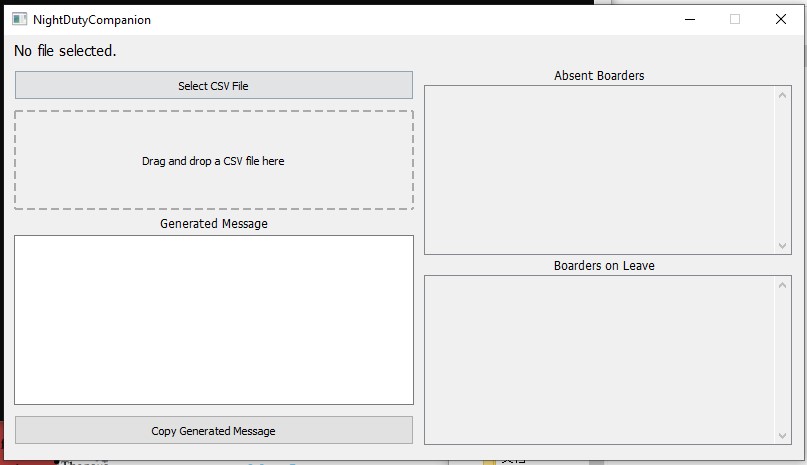 NightDutyCompanion
No file selected.
Select CSV File
Drag and drop a CSV file here
Generated Message
Copy Generated Message
Absent Boarders
Boarders on Leave